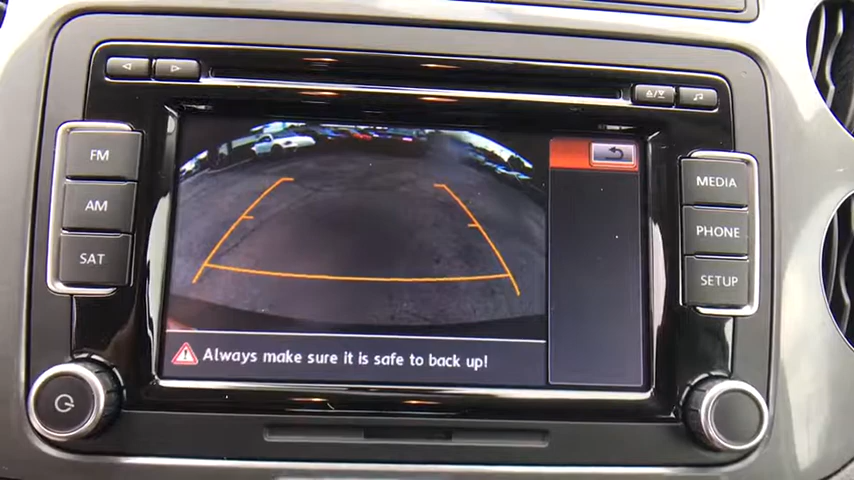 FM
AM
SAT
MEDIA
PHONE
SETUP
Always make sure it is safe to back up!